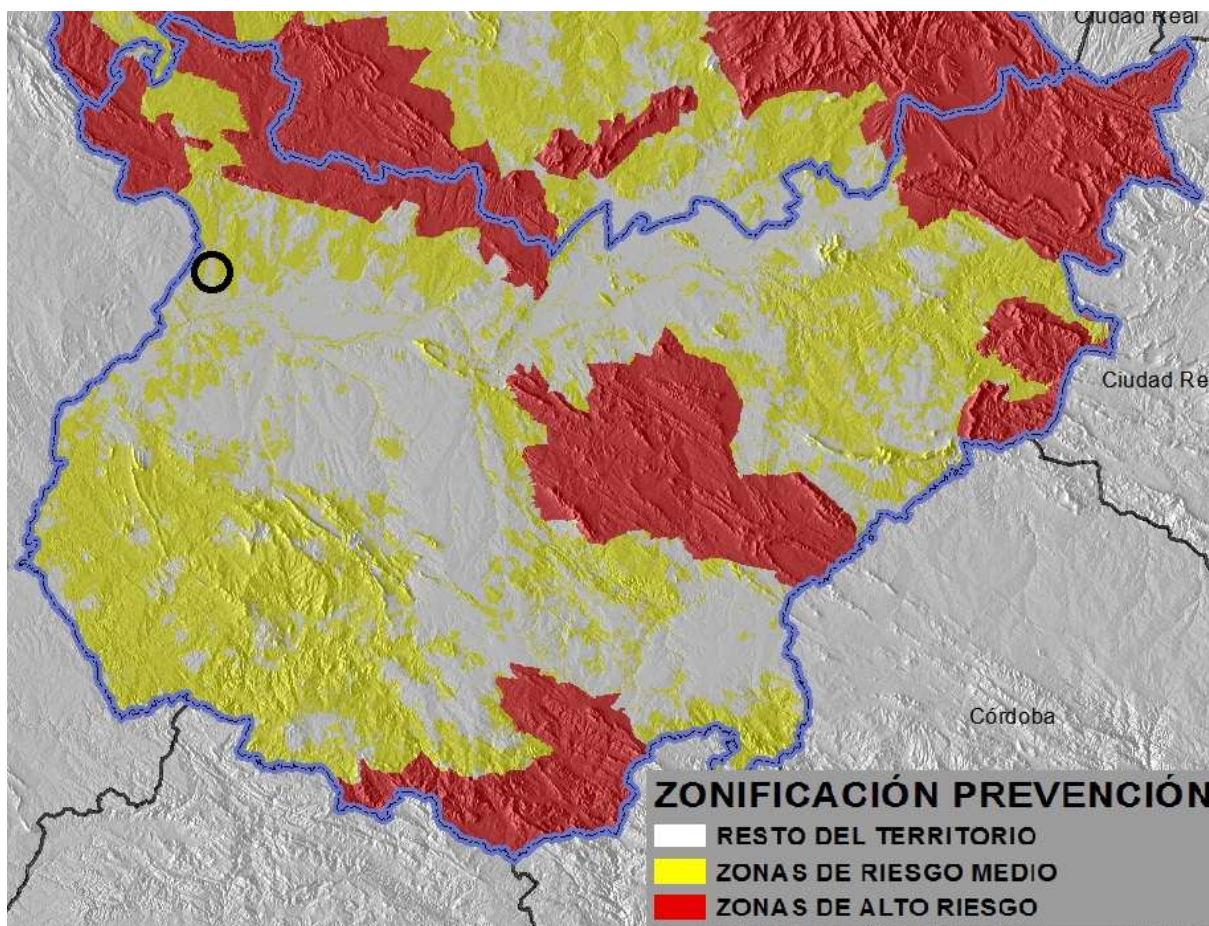 Ciudad Real
Ciudad Re
Córdoba
ZONIFICACIÓN PREVENCIÓN
RESTO DEL TERRITORIO
ZONAS DE RIESGO MEDIO
ZONAS DE ALTO RIESGO